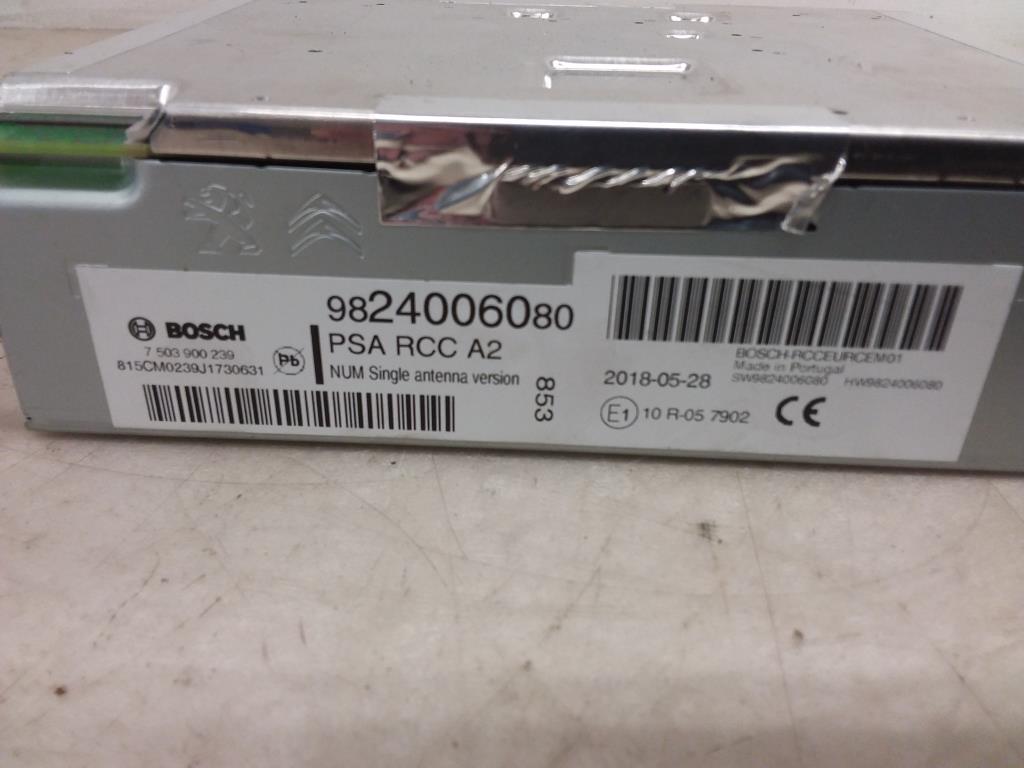 BOSCH
7 503 900 239
815CM0239J1730631
Pb
9824006080
PSA RCC A2
NUM Single antenna version
853
BOSCH-RCCEURCEM01
Made in Portugal
2018-05-28
SW9824006080 HW9824006080
E1 10 R-05 7902 CE